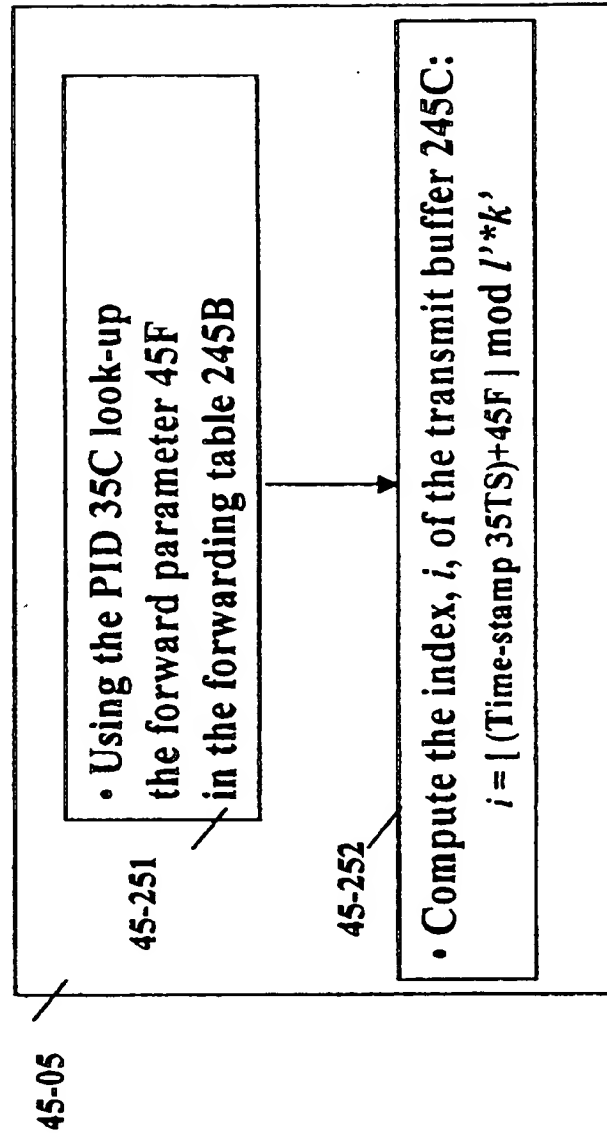 45-05
45-251
• Using the PID 35C look-up
the forward parameter 45F
in the forwarding table 245B
45-252
• Compute the index, i, of the transmit buffer 245C:
i = [ (Time-stamp 35TS)+45F ] mod l'*k'